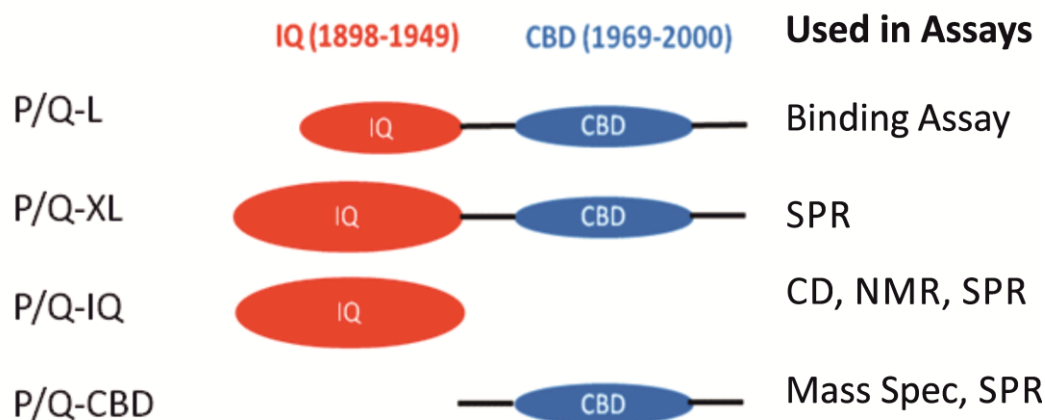 IQ (1898-1949) CBD (1969-2000) Used in Assays
P/Q-L IQ CBD Binding Assay
P/Q-XL IQ CBD SPR
P/Q-IQ IQ CD, NMR, SPR
P/Q-CBD CBD Mass Spec, SPR